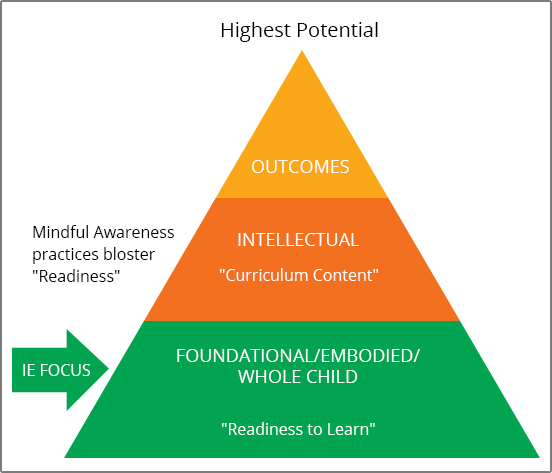 Highest Potential
OUTCOMES
Mindful Awareness
practices bloster
"Readiness"
INTELLECTUAL
"Curriculum Content"
IE FOCUS
FOUNDATIONAL/EMBODIED/
WHOLE CHILD
"Readiness to Learn"